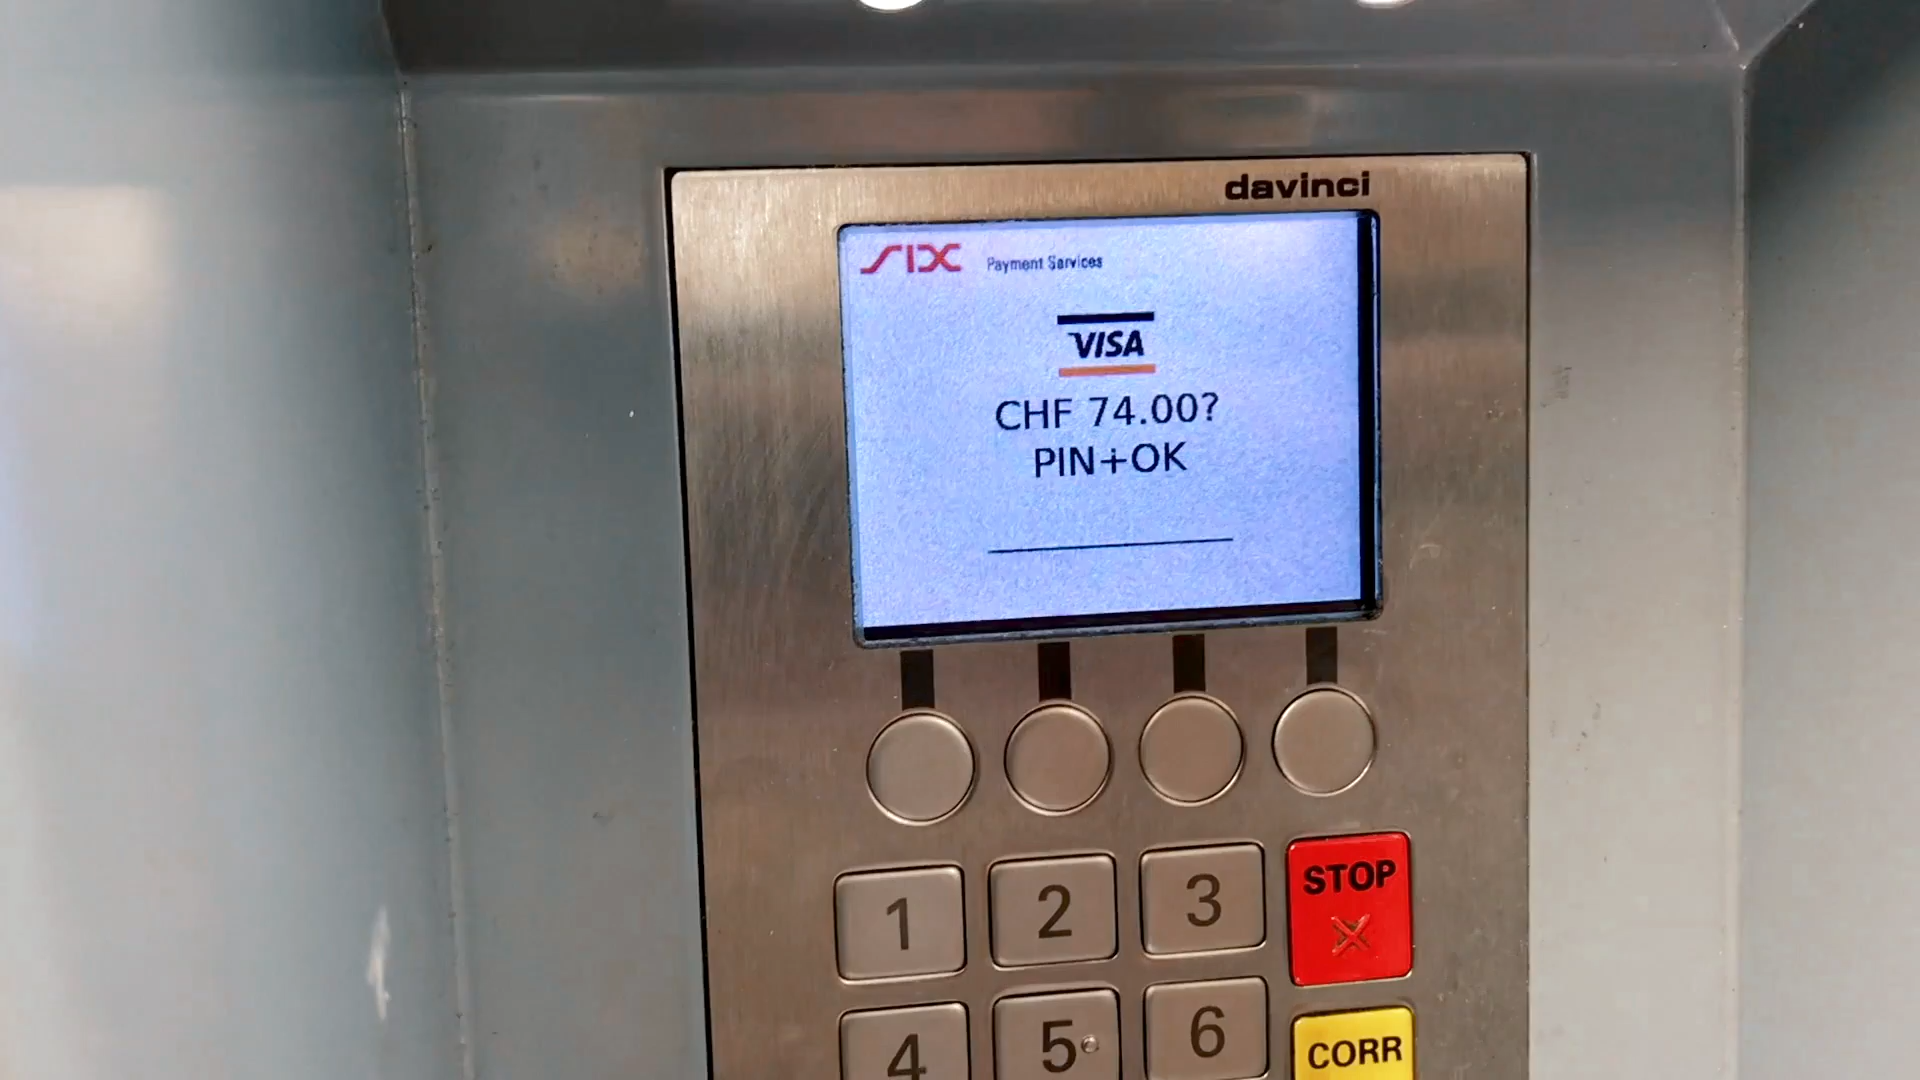 davinci
SIX Payment Services
VISA
CHF 74.00?
PIN+OK
1 2 3 STOP
4 5 6 CORR